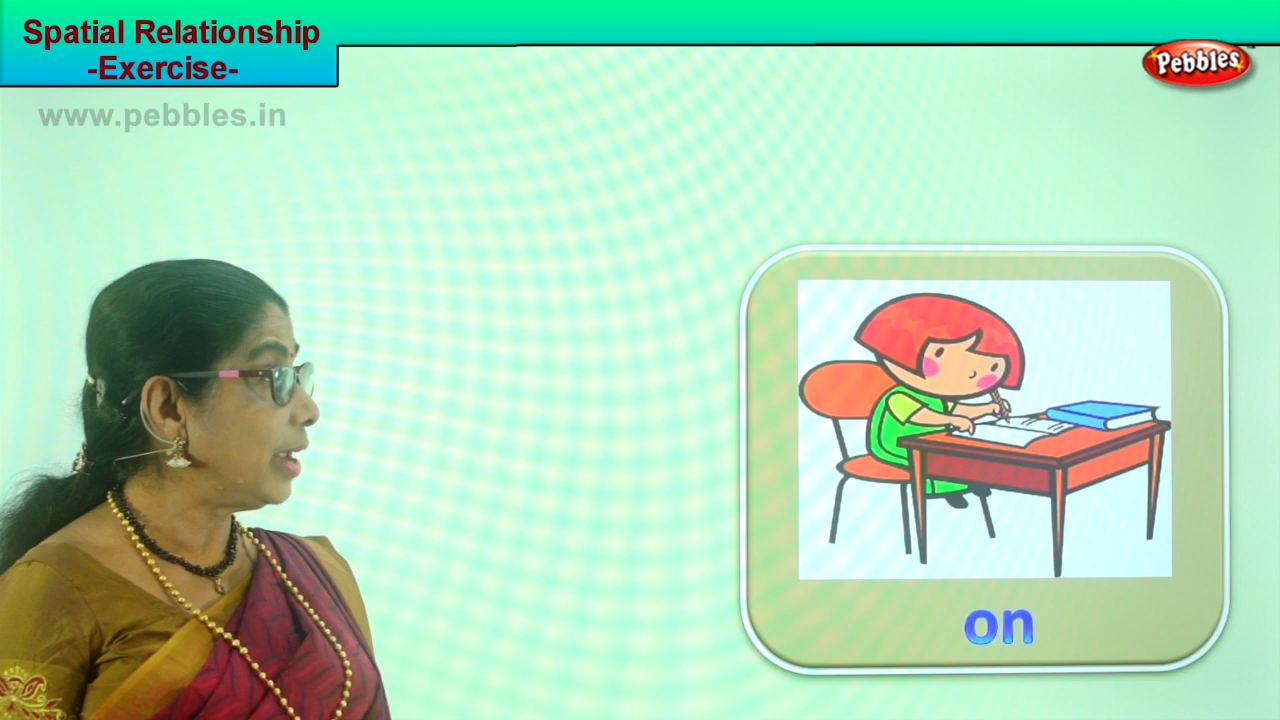 Spatial Relationship
-Exercise-
Pebbles
www.pebbles.in
on